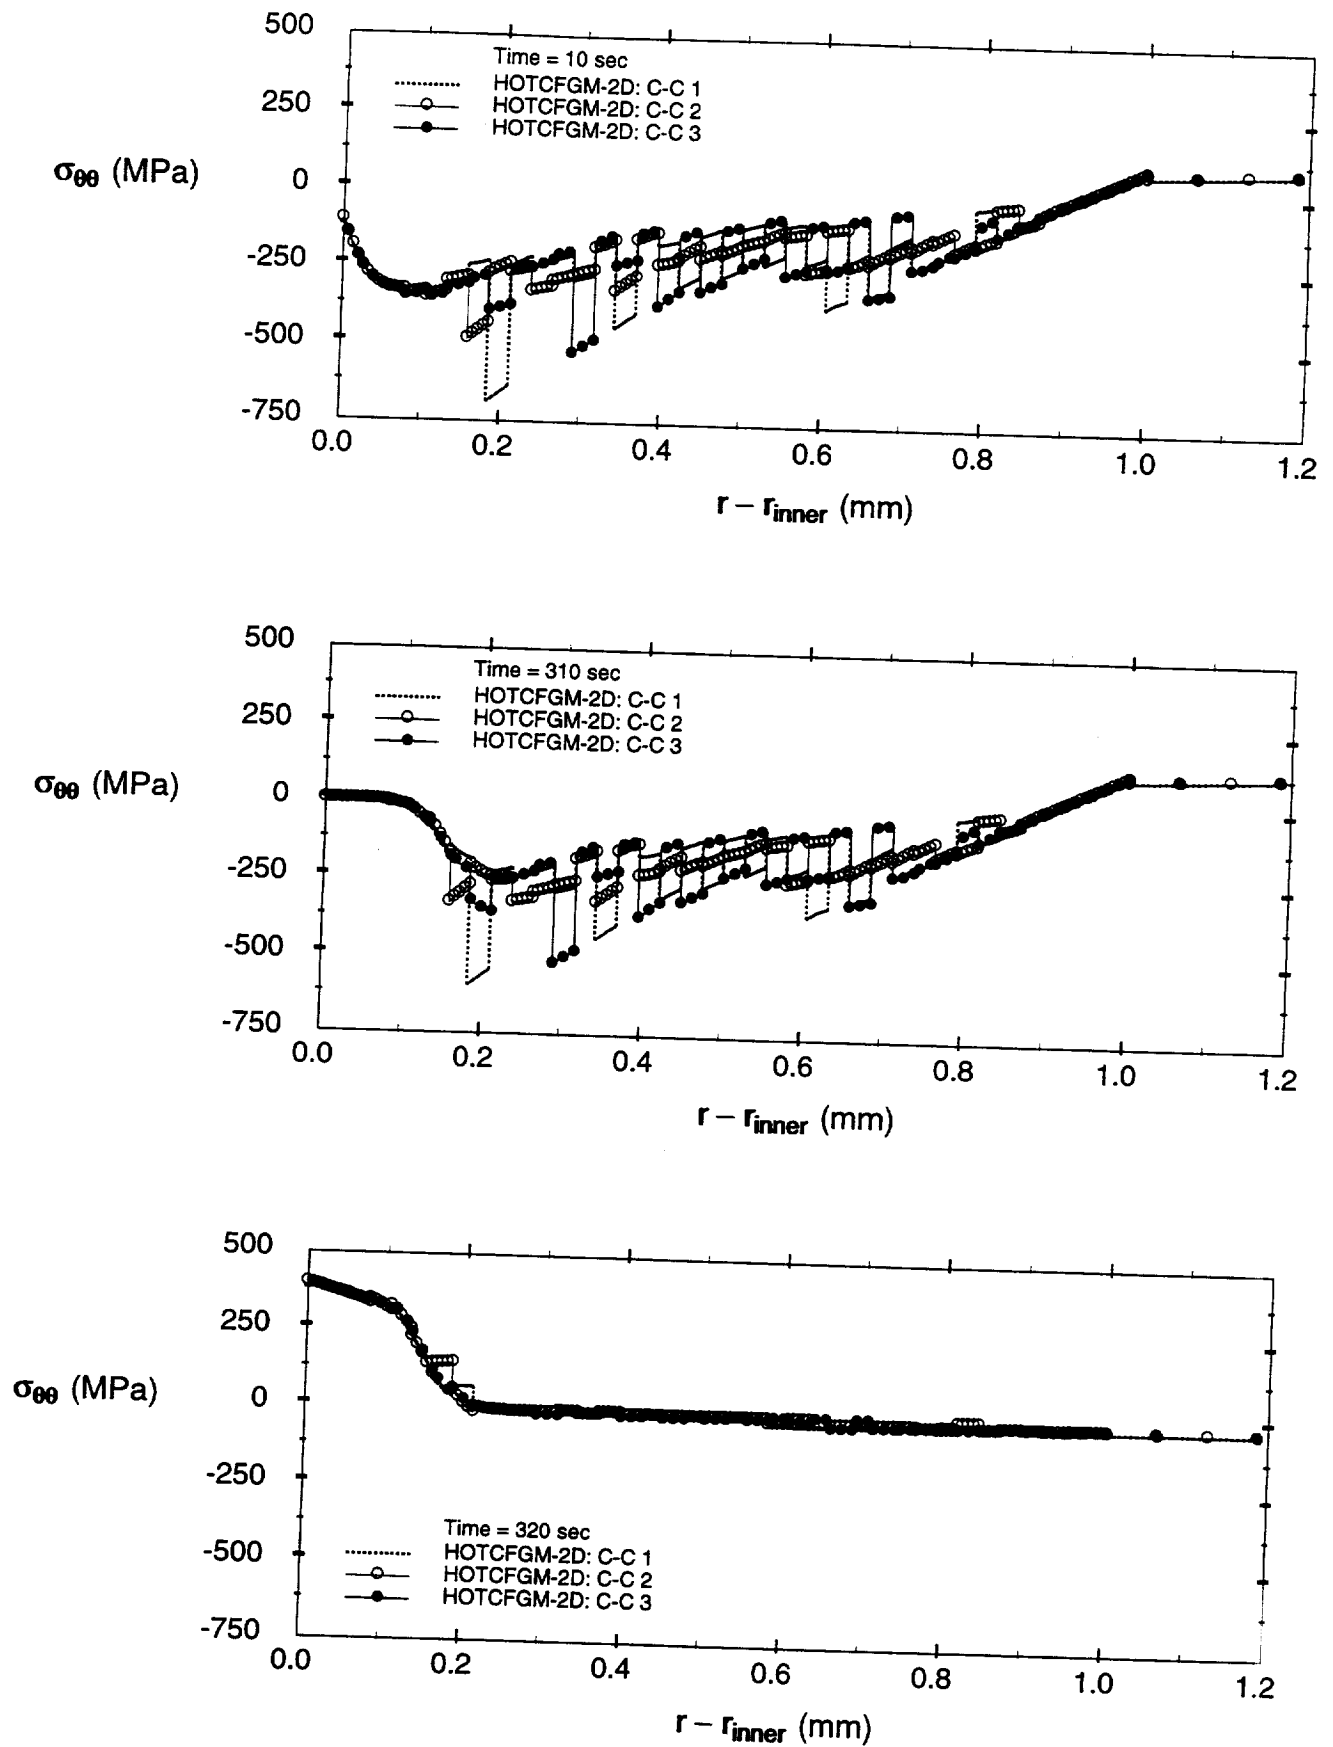 500
Time = 10 sec
HOTCFGM-2D: C-C 1
HOTCFGM-2D: C-C 2
HOTCFGM-2D: C-C 3
250
σθθ (MPa)
0
-250
-500
-750
0.0 0.2 0.4 0.6 0.8 1.0 1.2
r – rinner (mm)
500
Time = 310 sec
HOTCFGM-2D: C-C 1
HOTCFGM-2D: C-C 2
HOTCFGM-2D: C-C 3
250
σθθ (MPa)
0
-250
-500
-750
0.0 0.2 0.4 0.6 0.8 1.0 1.2
r – rinner (mm)
500
250
σθθ (MPa)
0
-250
-500
Time = 320 sec
HOTCFGM-2D: C-C 1
HOTCFGM-2D: C-C 2
HOTCFGM-2D: C-C 3
-750
0.0 0.2 0.4 0.6 0.8 1.0 1.2
r – rinner (mm)